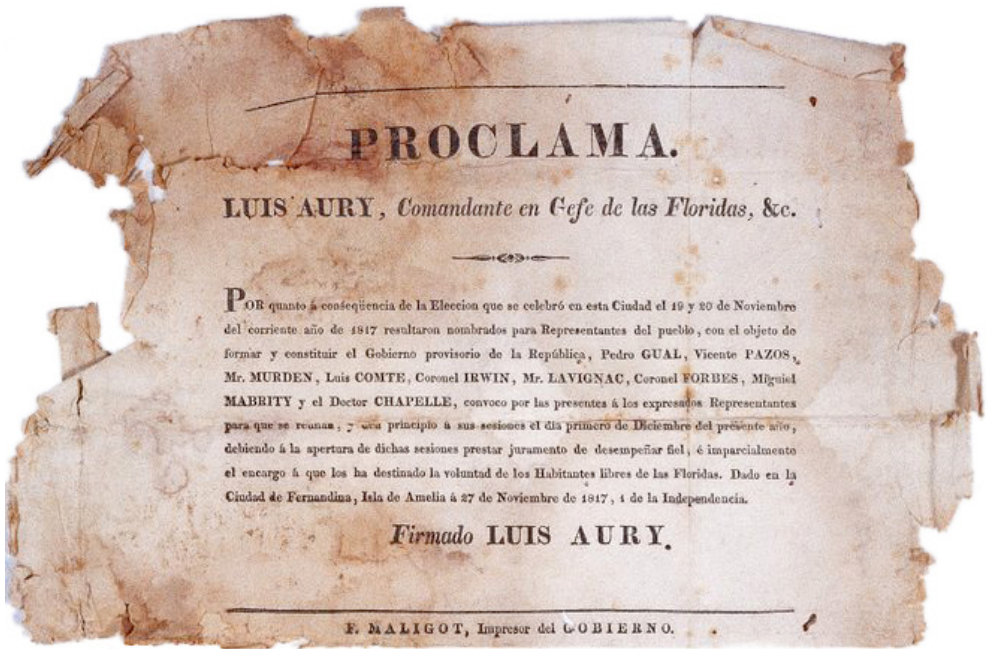 PROCLAMA.
LUIS AURY, Comandante en Gefe de las Floridas, &c.
POR quanto á conseqüencia de la Eleccion que se celebró en esta Ciudad el 19 y 20 de Noviembre
del corriente año de 1817 resultaron nombrados para Representantes del pueblo, con el objeto de
formar y constituir el Gobierno provisorio de la República, Pedro GUAL, Vicente PAZOS,
Mr. MURDEN, Luis COMTE, Coronel IRWIN, Mr. LAVIGNAC, Coronel FORBES, Miguiel
MABRITY y el Doctor CHAPELLE, convoco por las presentes á los expresados Representantes
para que se reunan, y den principio á sus sesiones el dia primero de Diciembre del presente año,
debiendo á la apertura de dichas sesiones prestar juramento de desempeñar fiel, é imparcialmente
el encargo á que los ha destinado la voluntad de los Habitantes libres de las Floridas. Dado en la
Ciudad de Fernandina, Isla de Amelia á 27 de Noviembre de 1817, 1 de la Independencia.
Firmado LUIS AURY.
F. MALIGOT, Impresor del GOBIERNO.